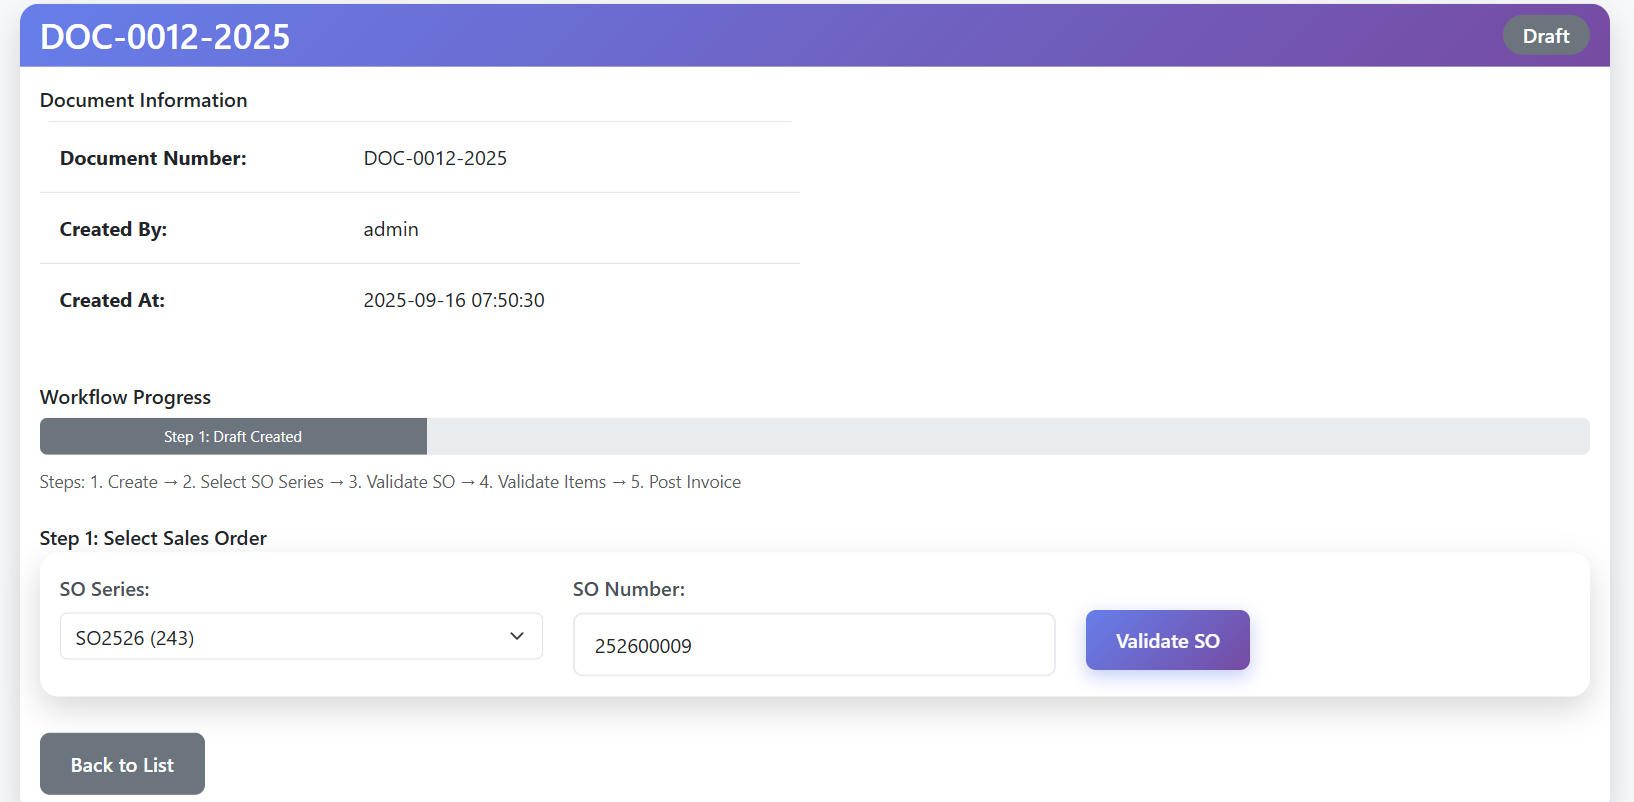 DOC-0012-2025
Draft
Document Information
Document Number: DOC-0012-2025
Created By: admin
Created At: 2025-09-16 07:50:30
Workflow Progress
Step 1: Draft Created
Steps: 1. Create → 2. Select SO Series → 3. Validate SO → 4. Validate Items → 5. Post Invoice
Step 1: Select Sales Order
SO Series: SO Number:
SO2526 (243) 252600009 Validate SO
Back to List